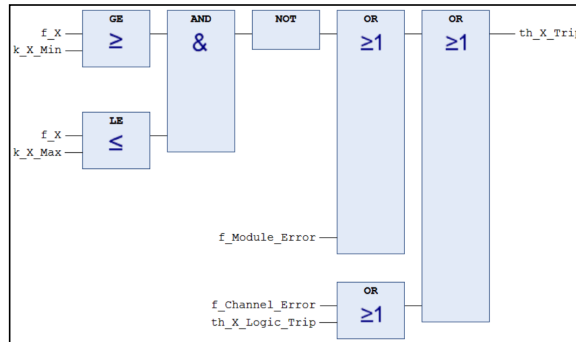 GE AND NOT OR OR
f_X ≥ & ≥1 ≥1 th_X_Trip
k_X_Min
LE
f_X ≤
k_X_Max
f_Module_Error
OR
f_Channel_Error ≥1
th_X_Logic_Trip